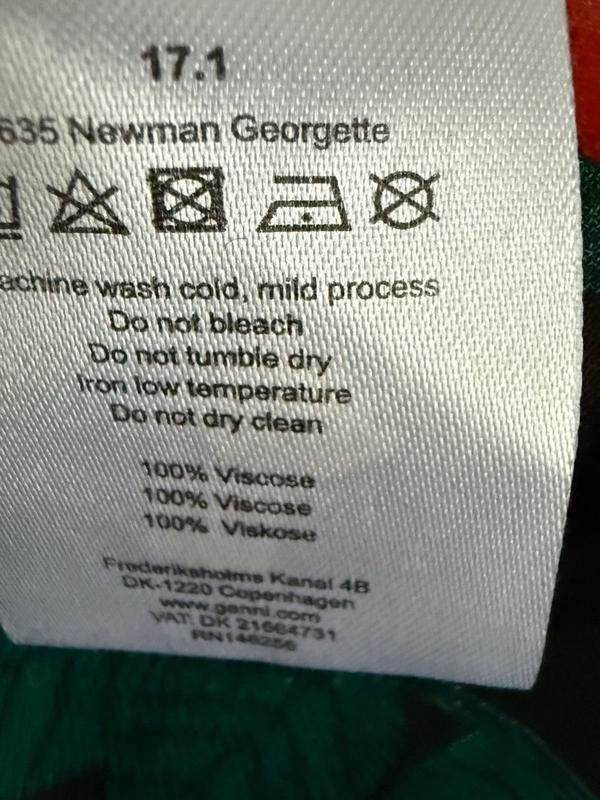 17.1
635 Newman Georgette
achine wash cold, mild process
Do not bleach
Do not tumble dry
Iron low temperature
Do not dry clean
100% Viscose
100% Viscose
100% Viskose
Frederiksholms Kanal 4B
DK-1220 Copenhagen
www.ganni.com
VAT: DK 21664731
RN146256